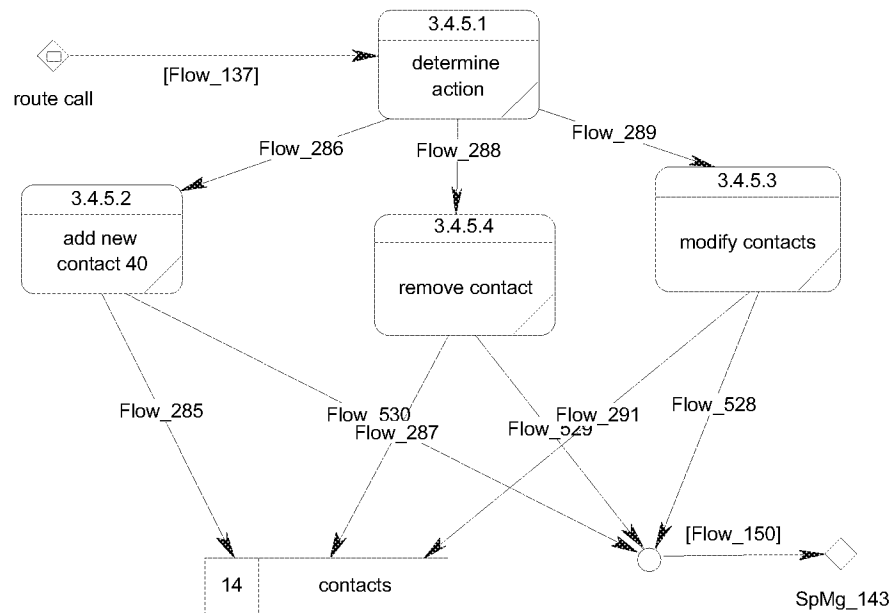 3.4.5.1
determine
action
[Flow_137]
route call
Flow_286
Flow_288
Flow_289
3.4.5.2
add new
contact 40
3.4.5.4
remove contact
3.4.5.3
modify contacts
Flow_285
Flow_530
Flow_287
Flow_529
Flow_291
Flow_528
14
contacts
[Flow_150]
SpMg_143